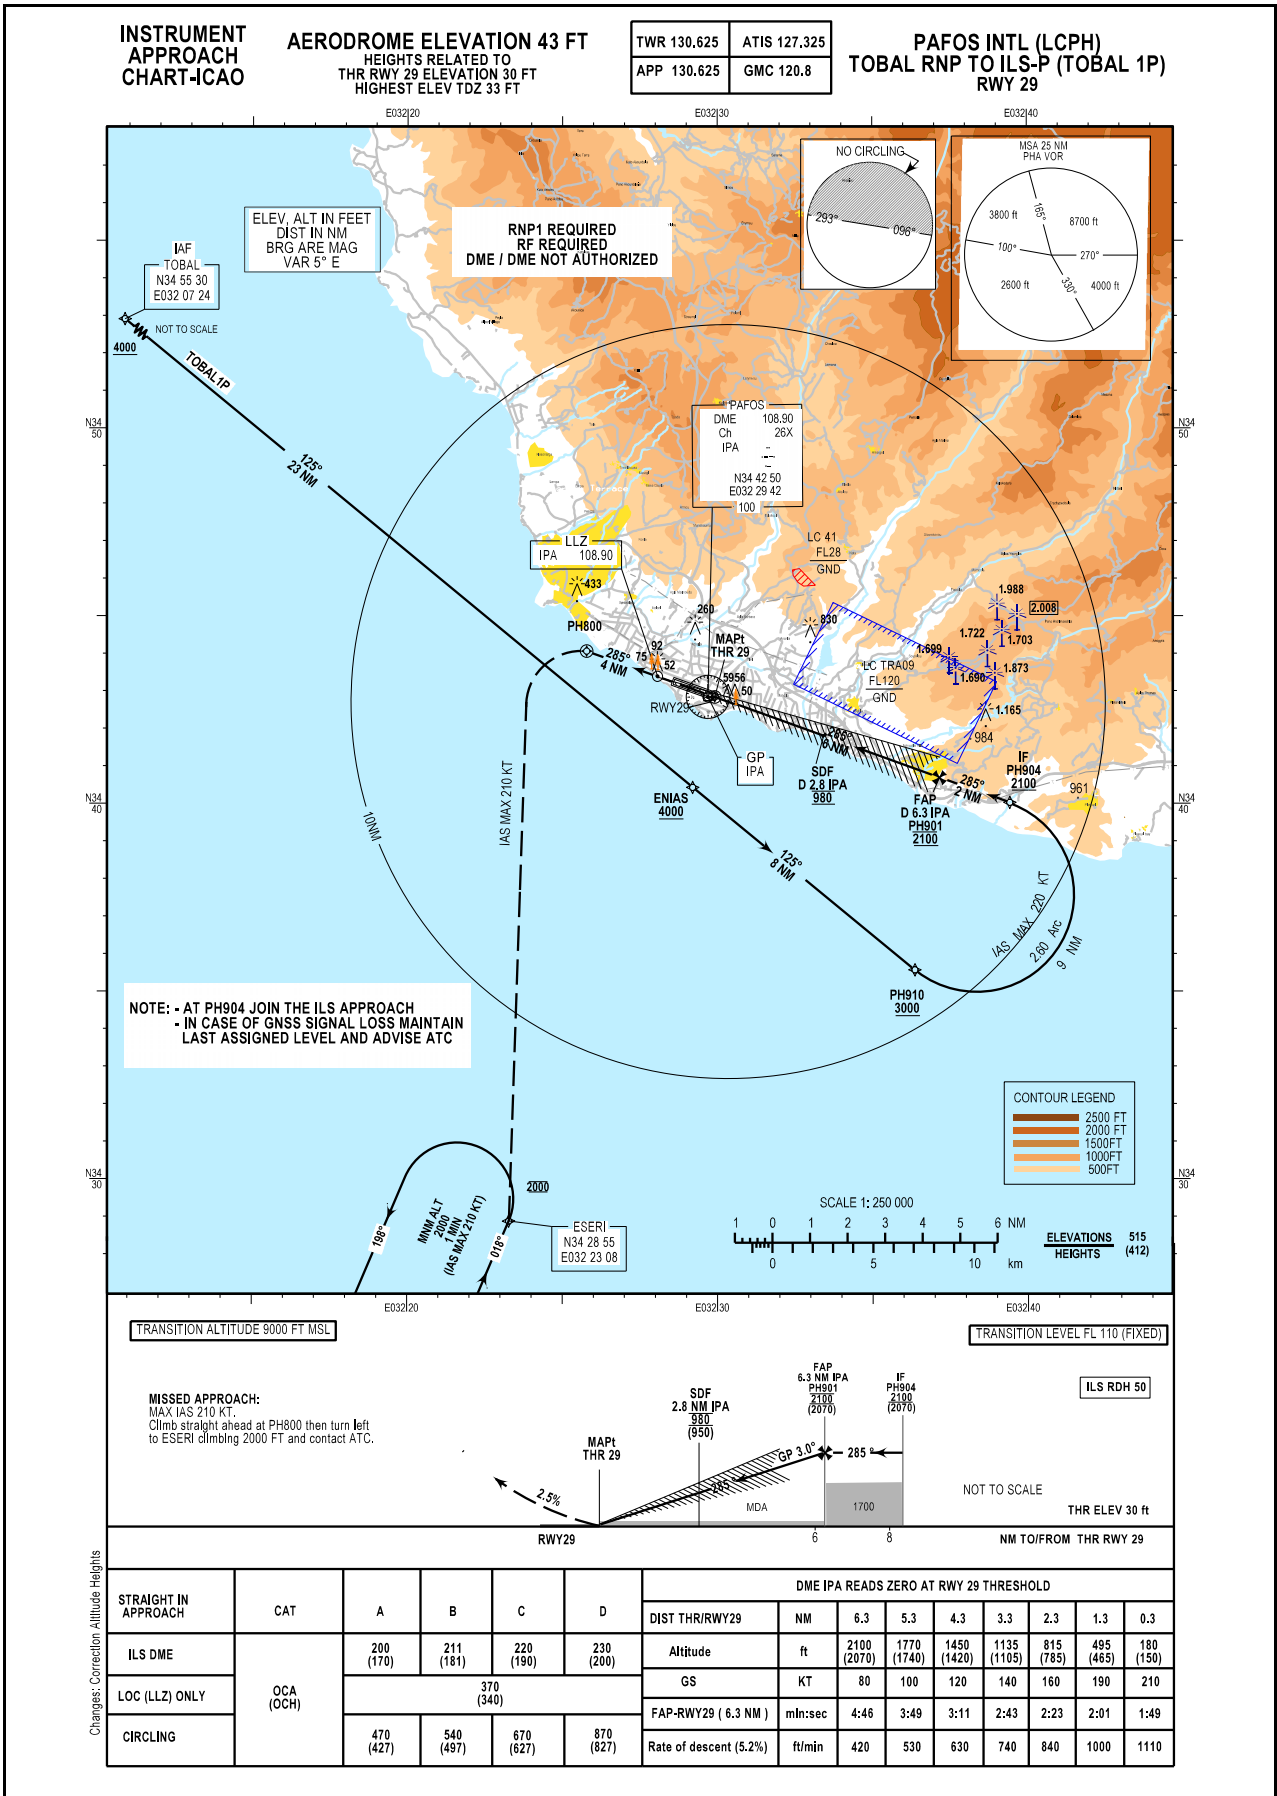 INSTRUMENT
APPROACH
CHART-ICAO
AERODROME ELEVATION 43 FT
HEIGHTS RELATED TO
THR RWY 29 ELEVATION 30 FT
HIGHEST ELEV TDZ 33 FT
TWR 130.625 ATIS 127.325
APP 130.625 GMC 120.8
PAFOS INTL (LCPH)
TOBAL RNP TO ILS-P (TOBAL 1P)
RWY 29
E032 20
E032 30
E032 40
ELEV, ALT IN FEET
DIST IN NM
BRG ARE MAG
VAR 5° E
RNP1 REQUIRED
RF REQUIRED
DME / DME NOT AUTHORIZED
NO CIRCLING
293°
096°
MSA 25 NM
PHA VOR
3800 ft
165°
8700 ft
100°
270°
2600 ft
330°
4000 ft
IAF
TOBAL
N34 55 30
E032 07 24
NOT TO SCALE
4000
TOBAL1P
N34
50
N34
50
125°
23 NM
PAFOS
DME 108.90
Ch 26X
IPA
N34 42 50
E032 29 42
100
LLZ
IPA 108.90
LC 41
FL28
GND
433
260
830
1.988
2.008
1.722
1.703
1.699
1.690
1.873
1.165
984
961
PH800
92
75
52
285°
4 NM
MAPt
THR 29
5956
50
RWY29
LC TRA09
FL120
GND
GP
IPA
285°
6 NM
SDF
D 2.8 IPA
980
FAP
D 6.3 IPA
PH901
2100
285°
2 NM
IF
PH904
2100
N34
40
N34
40
ENIAS
4000
10NM
IAS MAX 210 KT
125°
8 NM
IAS MAX 220 KT
2.60 Arc
9 NM
PH910
3000
NOTE: - AT PH904 JOIN THE ILS APPROACH
- IN CASE OF GNSS SIGNAL LOSS MAINTAIN
LAST ASSIGNED LEVEL AND ADVISE ATC
CONTOUR LEGEND
2500 FT
2000 FT
1500FT
1000FT
500FT
N34
30
N34
30
2000
MNM ALT
2000
1 MIN
(IAS MAX 210 KT)
198°
018°
ESERI
N34 28 55
E032 23 08
SCALE 1: 250 000
1 0 1 2 3 4 5 6 NM
0 5 10 km
ELEVATIONS 515
HEIGHTS (412)
E032 20
E032 30
E032 40
TRANSITION ALTITUDE 9000 FT MSL
TRANSITION LEVEL FL 110 (FIXED)
MISSED APPROACH:
MAX IAS 210 KT.
Climb straight ahead at PH800 then turn left
to ESERI climbing 2000 FT and contact ATC.
ILS RDH 50
FAP
6.3 NM IPA
PH901
2100
(2070)
IF
PH904
2100
(2070)
SDF
2.8 NM IPA
980
(950)
MAPt
THR 29
GP 3.0°
285°
285°
2.5%
MDA
1700
NOT TO SCALE
THR ELEV 30 ft
RWY29
6
8
NM TO/FROM THR RWY 29
Changes: Correction Altitude Heights
STRAIGHT IN
APPROACH
CAT A B C D
ILS DME
OCA
(OCH)
200
(170)
211
(181)
220
(190)
230
(200)
LOC (LLZ) ONLY
370
(340)
CIRCLING
470
(427)
540
(497)
670
(627)
870
(827)
DME IPA READS ZERO AT RWY 29 THRESHOLD
DIST THR/RWY29 NM 6.3 5.3 4.3 3.3 2.3 1.3 0.3
Altitude ft 2100 1770 1450 1135 815 495 180
(2070) (1740) (1420) (1105) (785) (465) (150)
GS KT 80 100 120 140 160 190 210
FAP-RWY29 ( 6.3 NM ) min:sec 4:46 3:49 3:11 2:43 2:23 2:01 1:49
Rate of descent (5.2%) ft/min 420 530 630 740 840 1000 1110